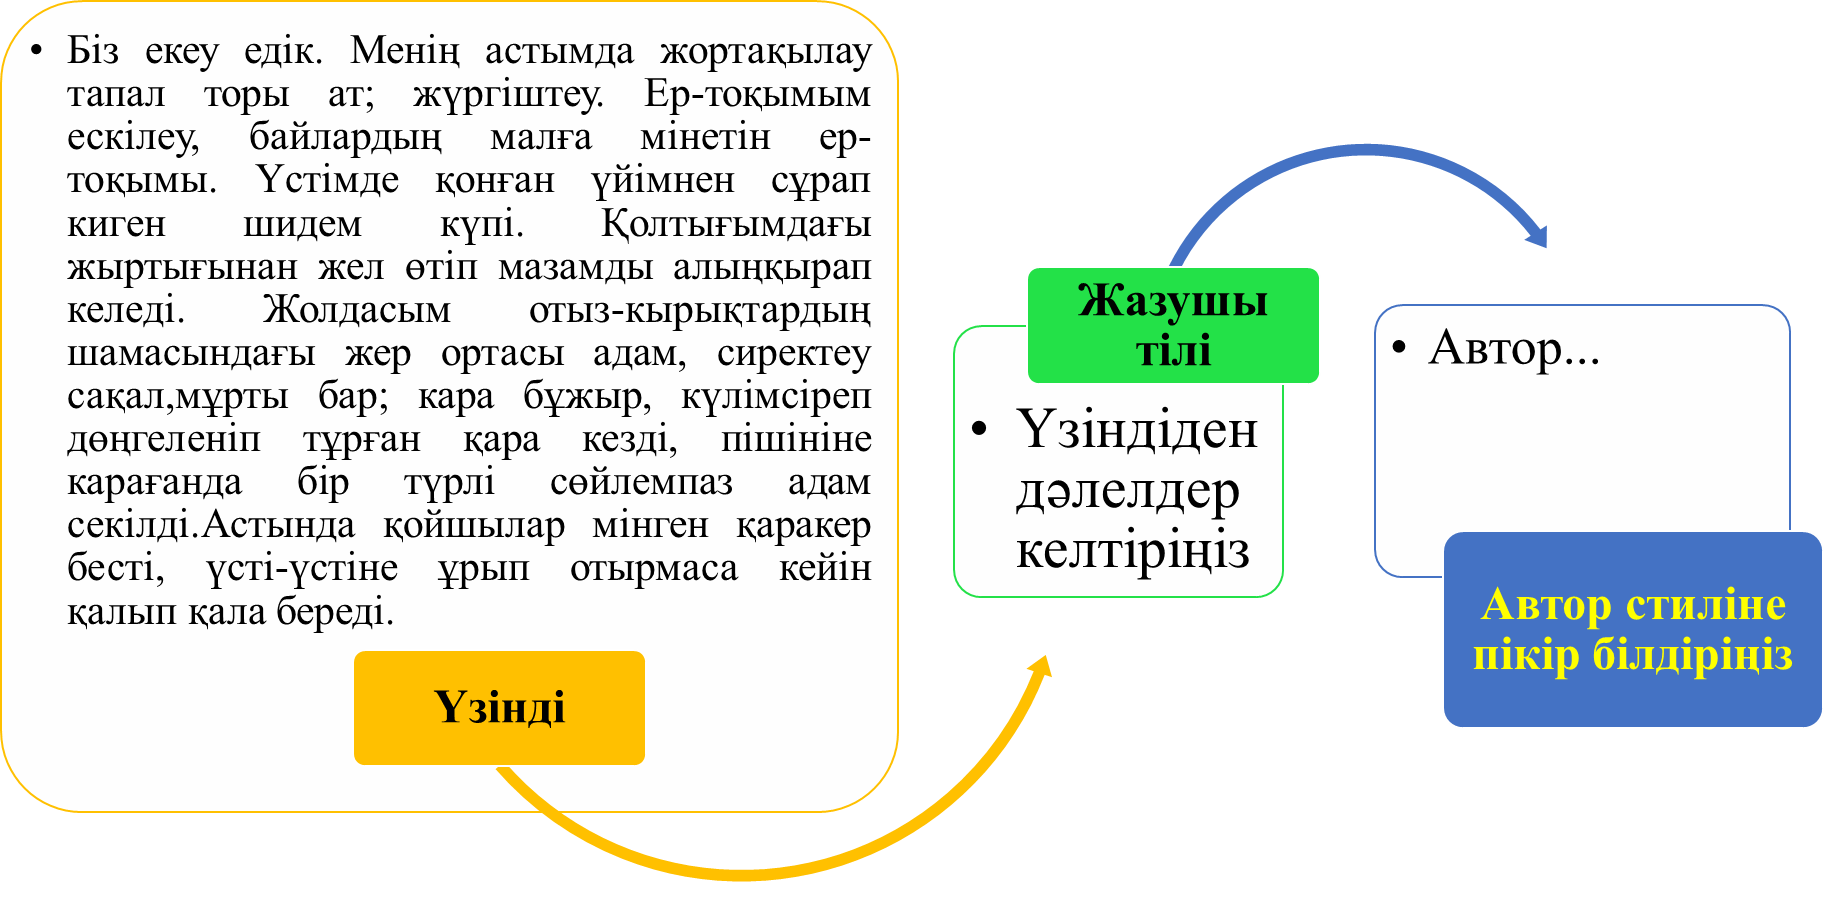 • Біз екеу едік. Менің астымда жортақылау
тапал торы ат; жүргіштеу. Ер-тоқымым
ескілеу, байлардың малға мінетін ер-
тоқымы. Үстімде қонған үйімнен сұрап
киген шидем күпі. Қолтығымдағы
жыртығынан жел өтіп мазамды алыңқырап
келеді. Жолдасым отыз-кырықтардың
шамасындағы жер ортасы адам, сиректеу
сақал,мұрты бар; кара бұжыр, күлімсіреп
дөңгеленіп тұрған қара кезді, пішініне
карағанда бір түрлі сөйлемпаз адам
секілді.Астында қойшылар мінген қаракер
бесті, үсті-үстіне ұрып отырмаса кейін
қалып қала береді.
Үзінді
Жазушы
тілі
• Үзіндіден
дәлелдер
келтіріңіз
• Автор...
Автор стиліне
пікір білдіріңіз